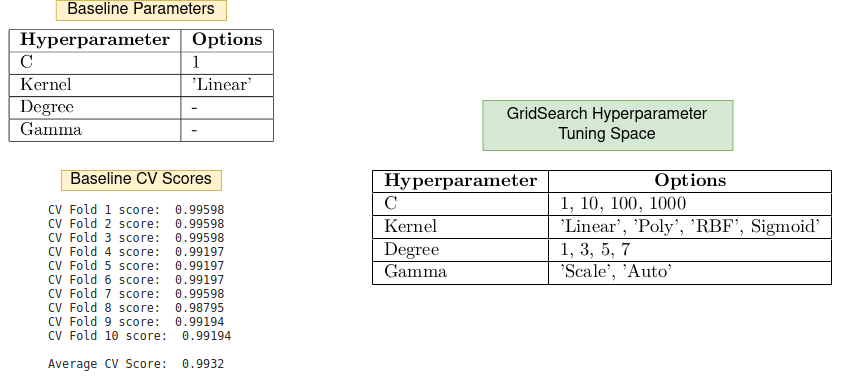 Baseline Parameters
Hyperparameter Options
C 1
Kernel 'Linear'
Degree -
Gamma -
Baseline CV Scores
CV Fold 1 score: 0.99598
CV Fold 2 score: 0.99598
CV Fold 3 score: 0.99598
CV Fold 4 score: 0.99197
CV Fold 5 score: 0.99197
CV Fold 6 score: 0.99197
CV Fold 7 score: 0.99598
CV Fold 8 score: 0.98795
CV Fold 9 score: 0.99194
CV Fold 10 score: 0.99194
Average CV Score: 0.9932
GridSearch Hyperparameter
Tuning Space
Hyperparameter Options
C 1, 10, 100, 1000
Kernel 'Linear', 'Poly', 'RBF', Sigmoid'
Degree 1, 3, 5, 7
Gamma 'Scale', 'Auto'